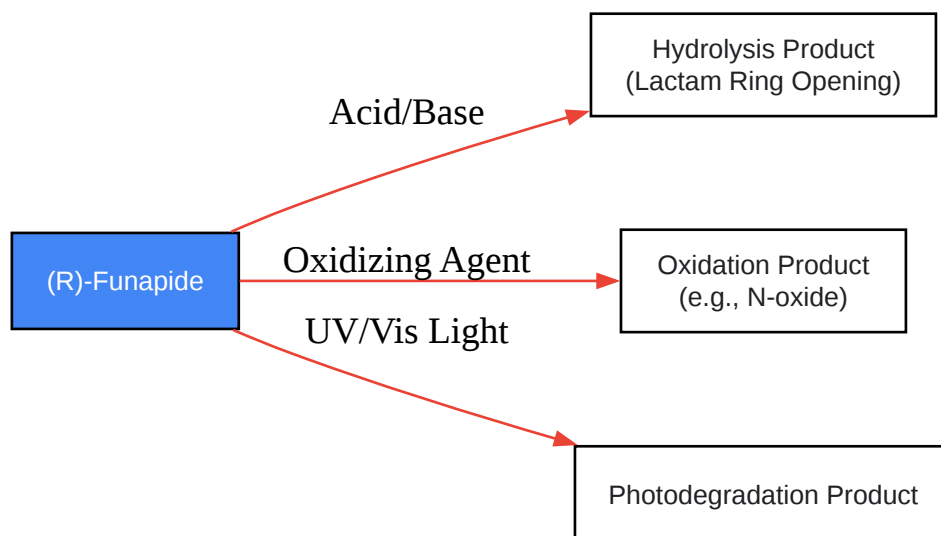 Hydrolysis Product
(Lactam Ring Opening)
Acid/Base
(R)-Funapide
Oxidizing Agent
Oxidation Product
(e.g., N-oxide)
UV/Vis Light
Photodegradation Product